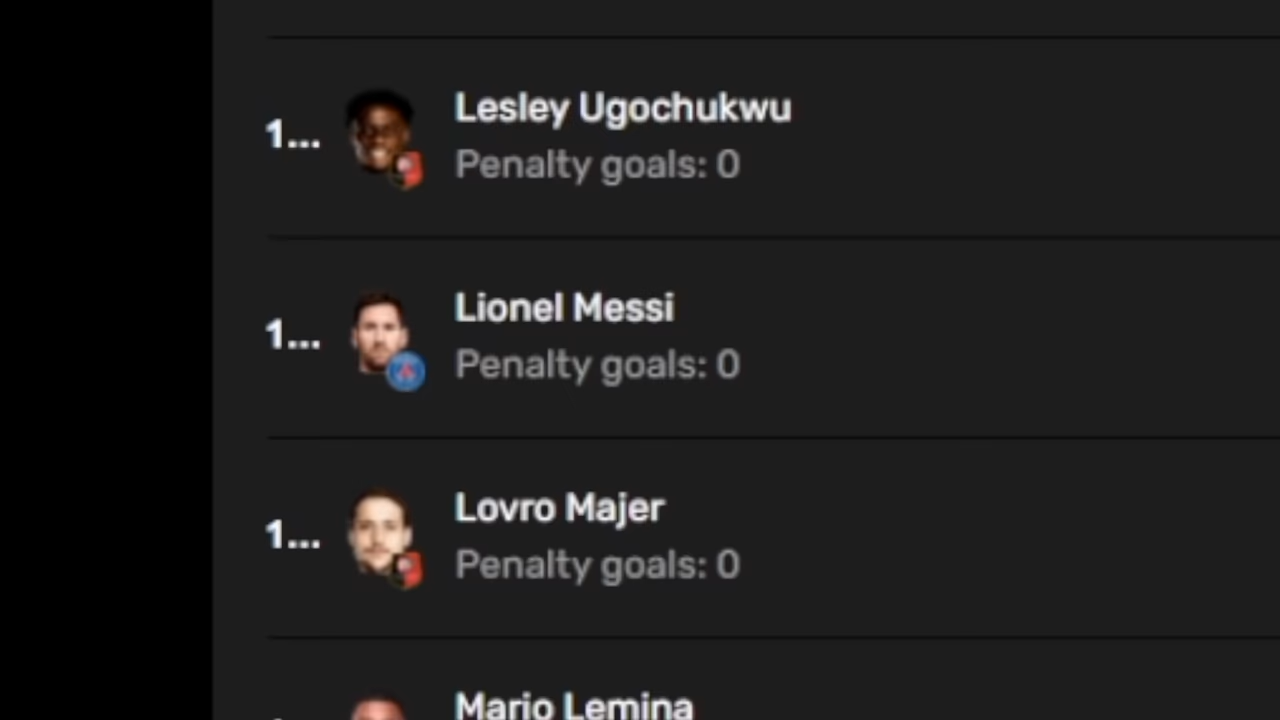 1...
Lesley Ugochukwu
Penalty goals: 0
1...
Lionel Messi
Penalty goals: 0
1...
Lovro Majer
Penalty goals: 0
Mario Lemina